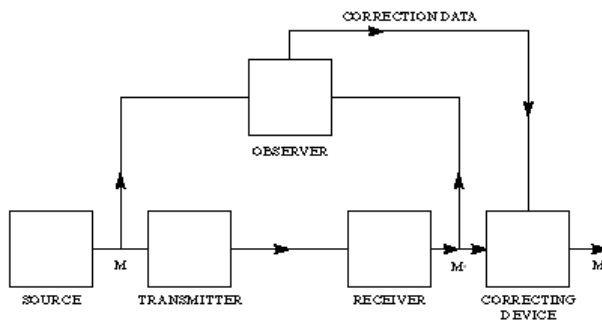 CORRECTION DATA
OBSERVER
M
M'
M
SOURCE
TRANSMITTER
RECEIVER
CORRECTING
DEVICE